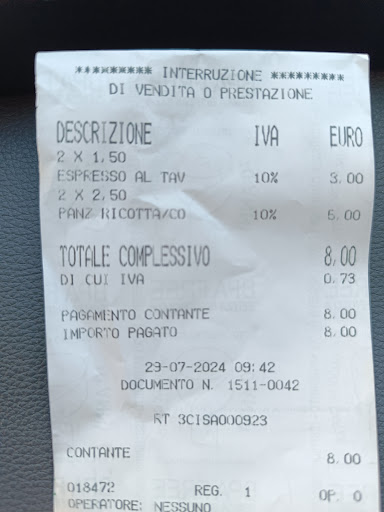 ********* INTERRUZIONE *********
DI VENDITA O PRESTAZIONE
DESCRIZIONE IVA EURO
2 X 1,50
ESPRESSO AL TAV 10% 3,00
2 X 2,50
PANZ RICOTTA/CO 10% 5,00
TOTALE COMPLESSIVO 8,00
DI CUI IVA 0,73
PAGAMENTO CONTANTE 8,00
IMPORTO PAGATO 8,00
29-07-2024 09:42
DOCUMENTO N. 1511-0042
RT 3CISA000923
CONTANTE 8,00
018472 REG. 1 OP. 0
OPERATORE: NESSUNO